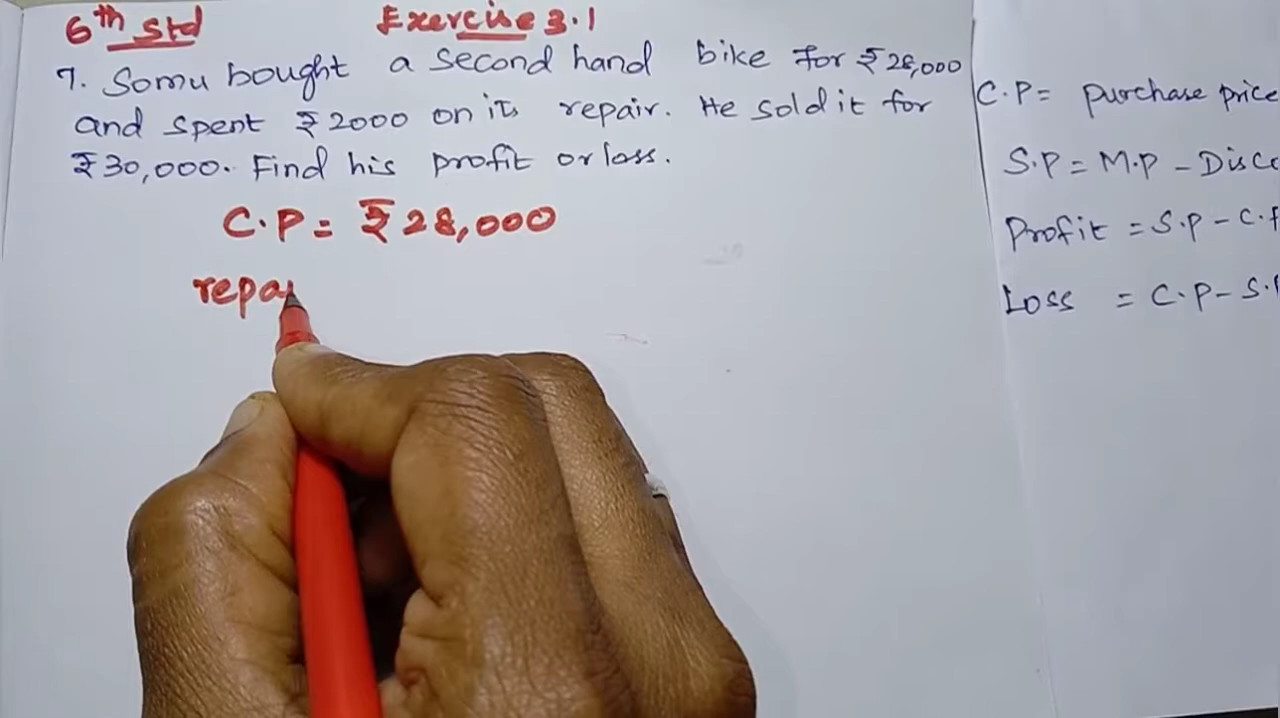 6th Std Exercise 3.1
7. Somu bought a second hand bike for ₹28,000
and spent ₹2000 on its repair. He sold it for
₹30,000. Find his profit or loss.
C.P = ₹28,000
repa
C.P = purchase price
S.P = M.P - Disco
Profit = S.P - C.P
Loss = C.P - S.P